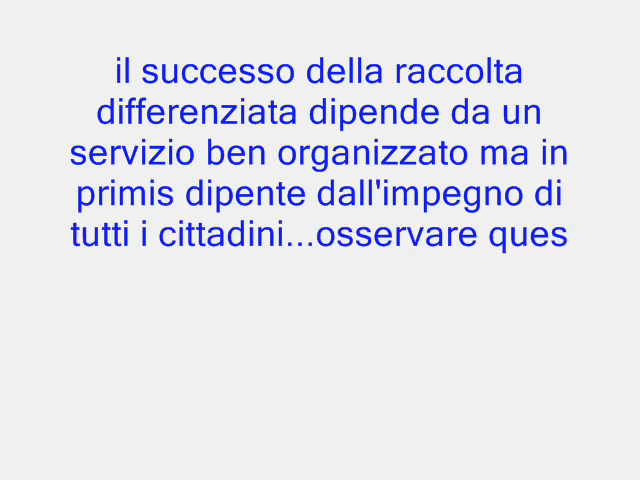 il successo della raccolta
differenziata dipende da un
servizio ben organizzato ma in
primis dipente dall'impegno di
tutti i cittadini...osservare ques